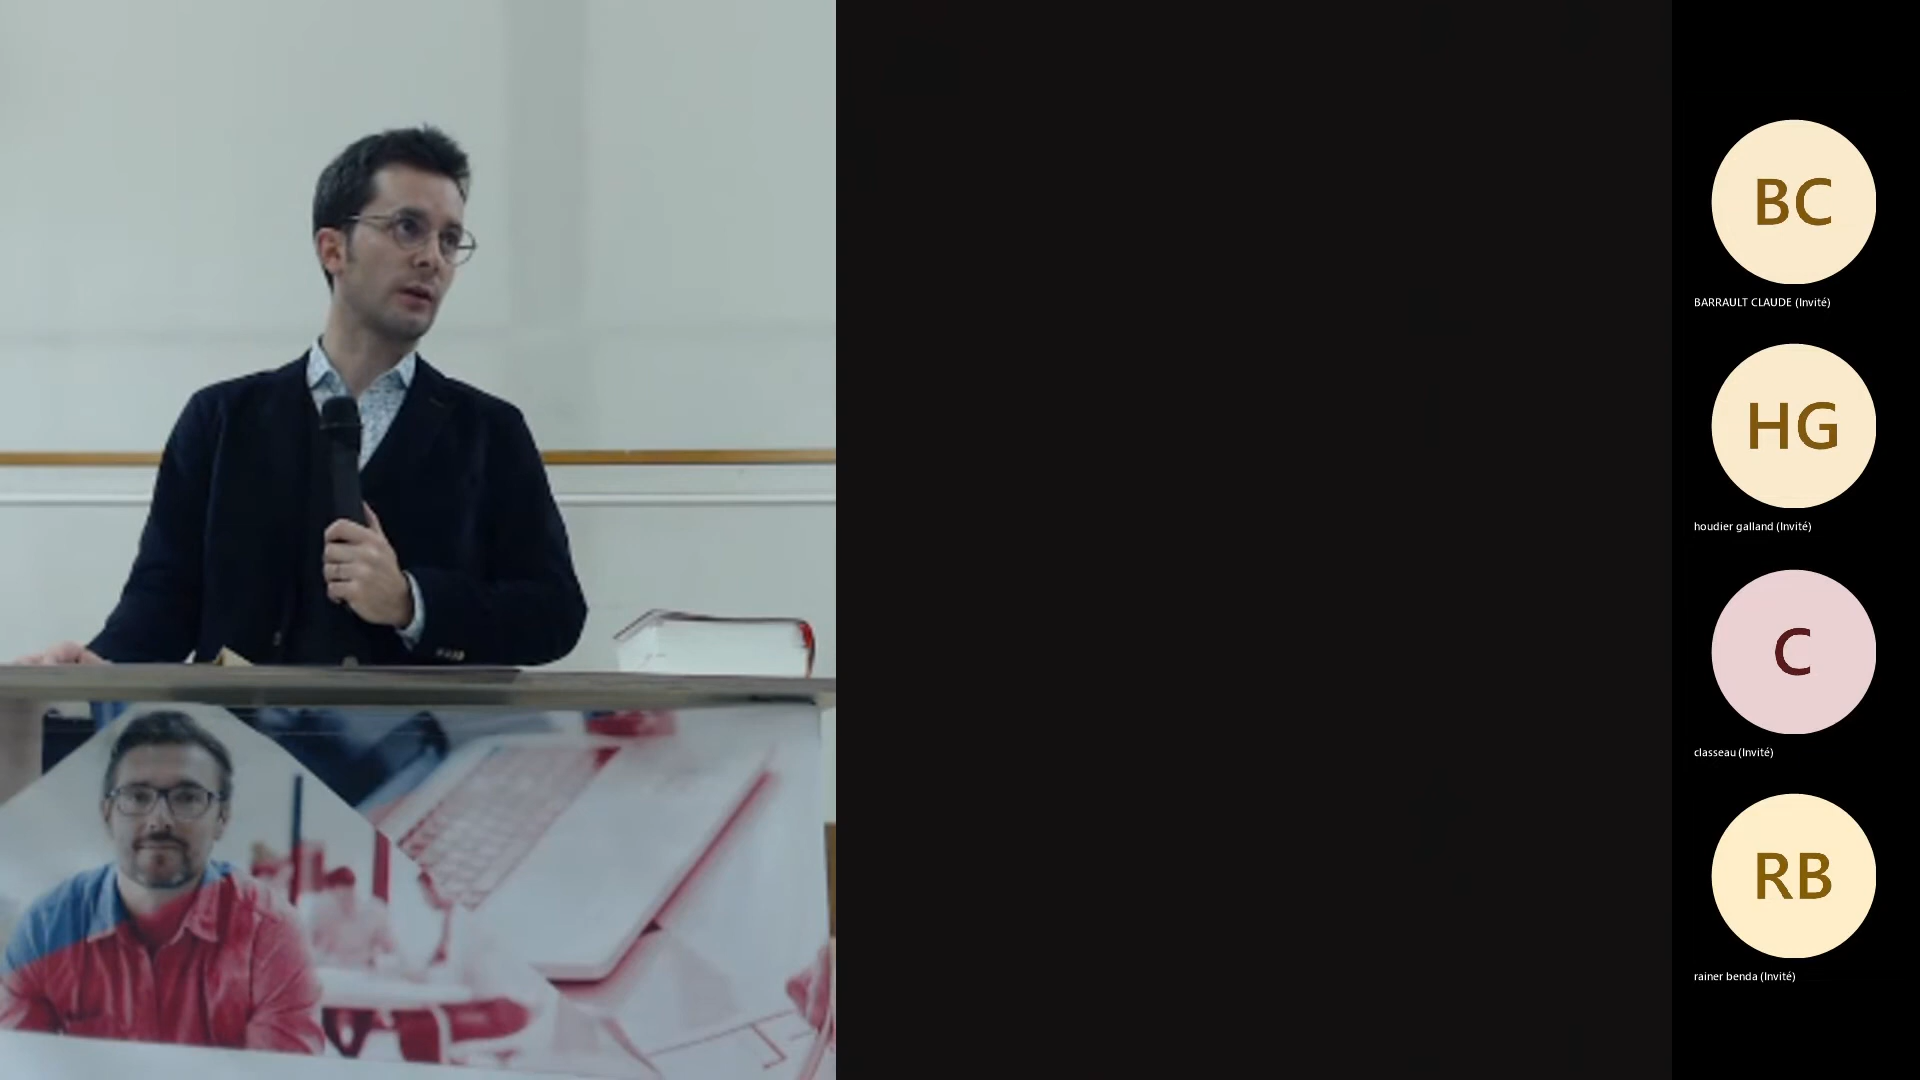 BC
BARRAULT CLAUDE (Invité)
HG
houdier galland (Invité)
C
classeau (Invité)
RB
rainer benda (Invité)